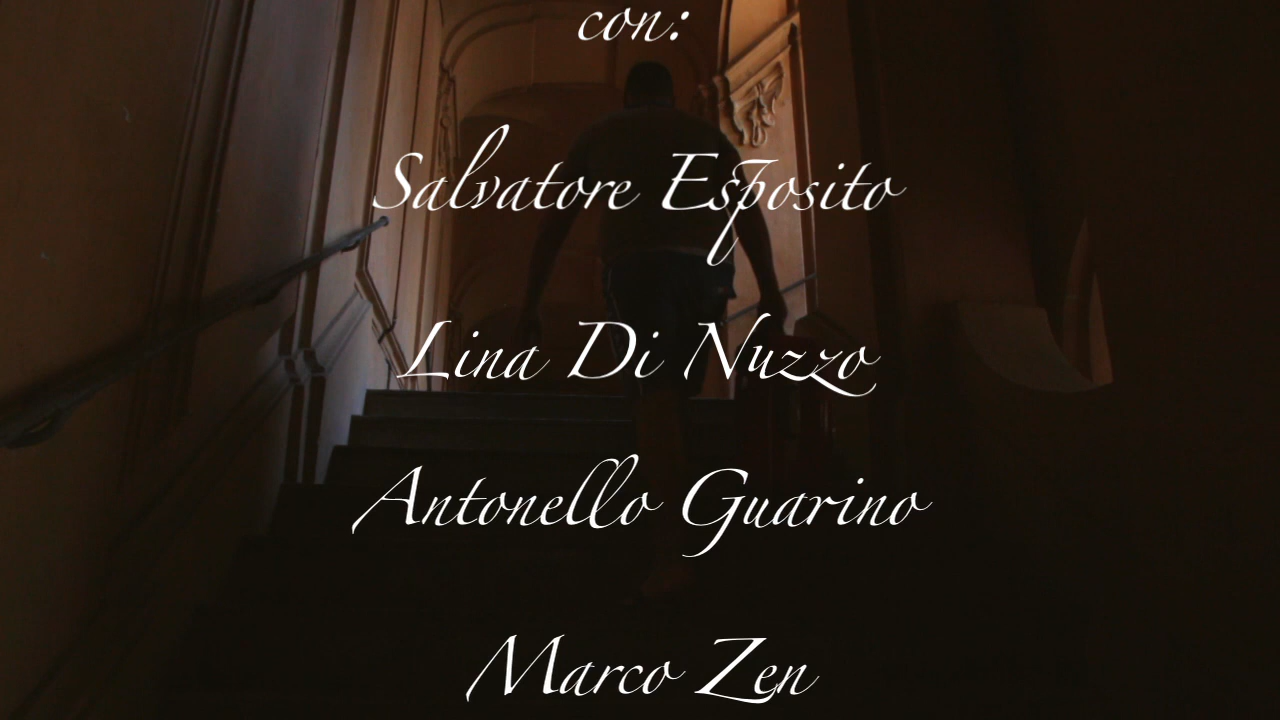 con:
Salvatore Esposito
Lina Di Nuzzo
Antonello Guarino
Marco Zen